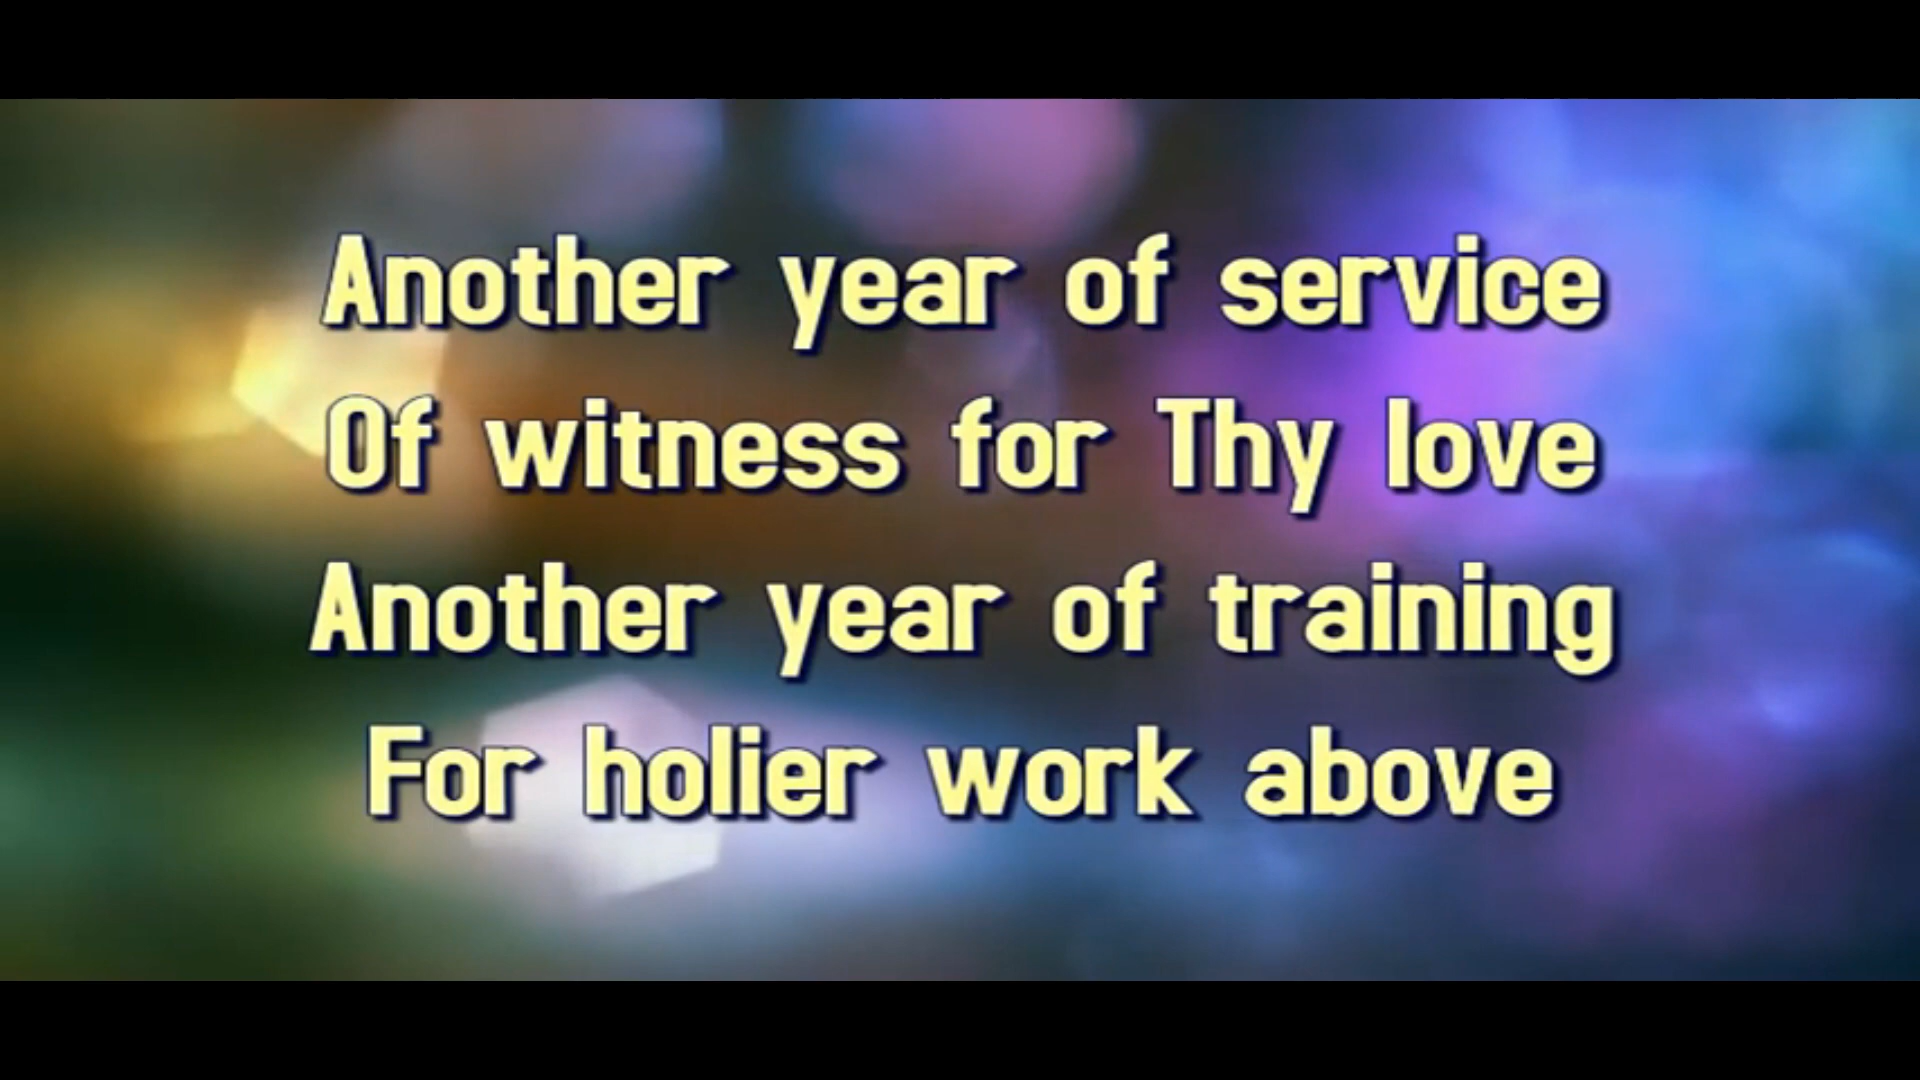 Another year of service
Of witness for Thy love
Another year of training
For holier work above